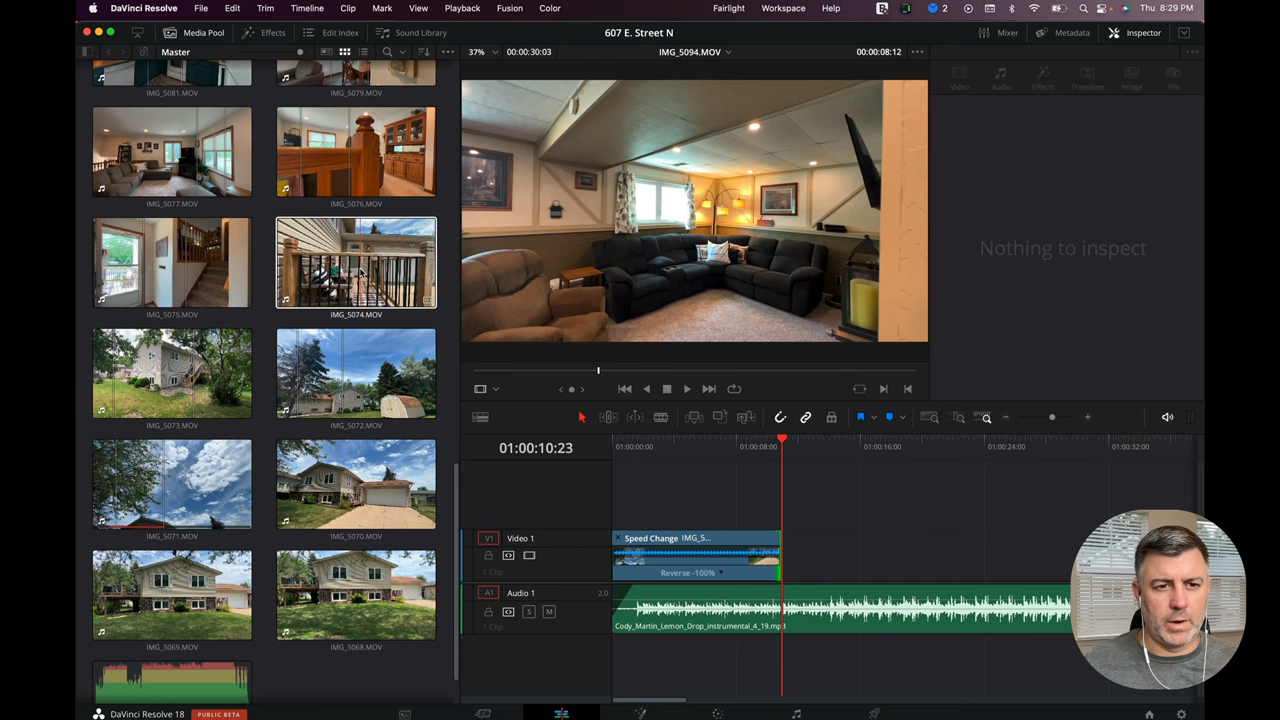 DaVinci Resolve File Edit Trim Timeline Clip Mark View Playback Fusion Color Fairlight Workspace Help 2 Thu 8:29 PM
Media Pool Effects Edit Index Sound Library 607 E. Street N Mixer Metadata Inspector
Master 37% 00:00:30:03 IMG_5094.MOV 00:00:08:12
Video Audio Effects Transition Image File
IMG_5081.MOV IMG_5079.MOV
IMG_5077.MOV IMG_5076.MOV
Nothing to inspect
IMG_5075.MOV IMG_5074.MOV
IMG_5073.MOV IMG_5072.MOV
01:00:10:23 01:00:00:00 01:00:08:00 01:00:16:00 01:00:24:00 01:00:32:00
IMG_5071.MOV IMG_5070.MOV
V1 Video 1 Speed Change IMG_5...
1 Clip Reverse -100%
A1 Audio 1 2.0
S M
1 Clip Cody_Martin_Lemon_Drop_instrumental_4_19.mp3
IMG_5069.MOV IMG_5068.MOV
DaVinci Resolve 18 PUBLIC BETA